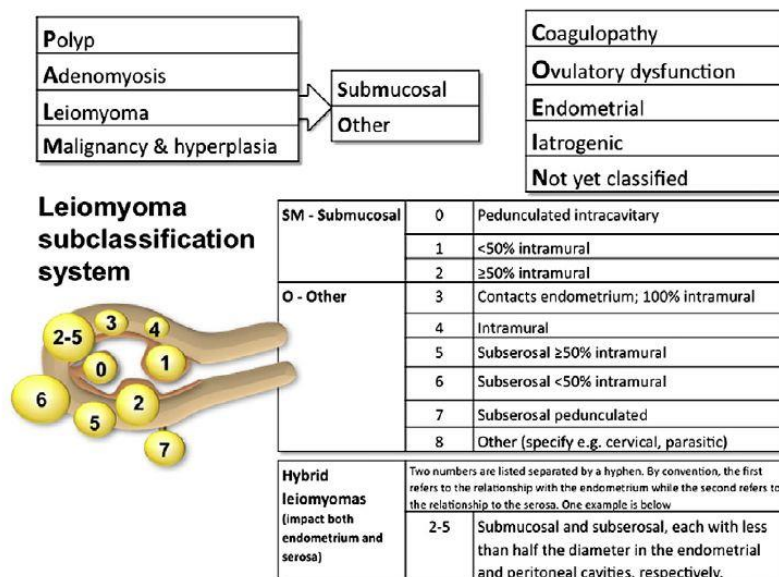 Polyp
Adenomyosis
Leiomyoma
Malignancy & hyperplasia
Submucosal
Other
Coagulopathy
Ovulatory dysfunction
Endometrial
Iatrogenic
Not yet classified
Leiomyoma
subclassification
system
SM - Submucosal
0 Pedunculated intracavitary
1 <50% intramural
2 ≥50% intramural
O - Other
3 Contacts endometrium; 100% intramural
4 Intramural
5 Subserosal ≥50% intramural
6 Subserosal <50% intramural
7 Subserosal pedunculated
8 Other (specify e.g. cervical, parasitic)
Hybrid
leiomyomas
(impact both
endometrium and
serosa)
Two numbers are listed separated by a hyphen. By convention, the first
refers to the relationship with the endometrium while the second refers to
the relationship to the serosa. One example is below
2-5 Submucosal and subserosal, each with less
than half the diameter in the endometrial
and peritoneal cavities, respectively.
3
4
2-5
0
1
6
2
5
7